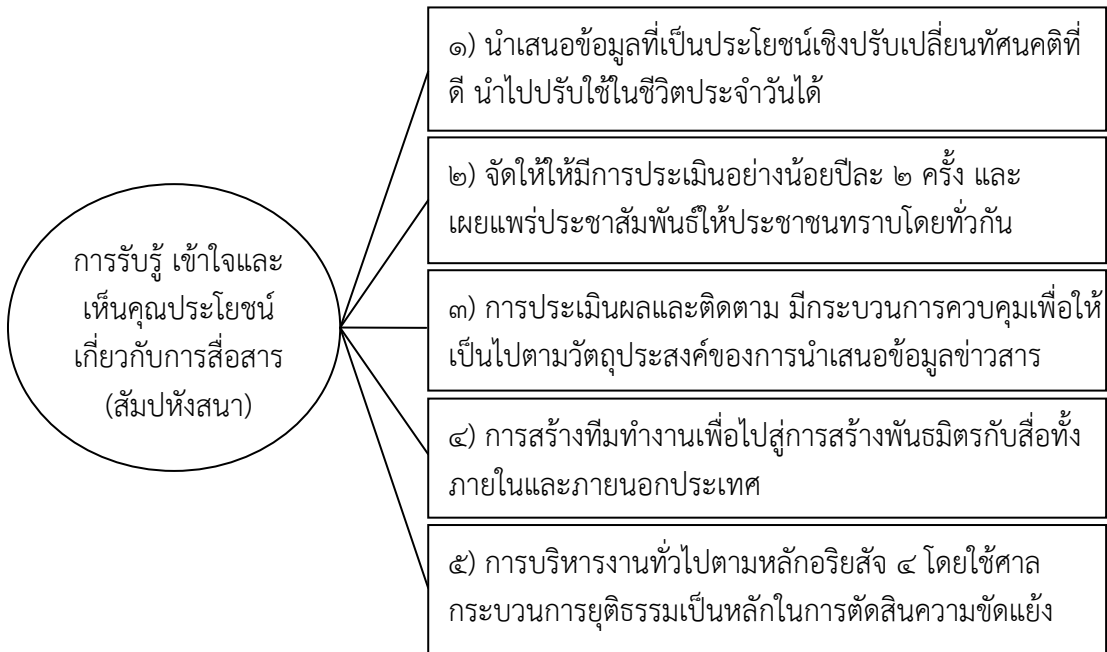 การรับรู้ เข้าใจและ
เห็นคุณประโยชน์
เกี่ยวกับการสื่อสาร
(สัมปหังสนา)
๑) นำเสนอข้อมูลที่เป็นประโยชน์เชิงปรับเปลี่ยนทัศนคติที่
ดี นำไปปรับใช้ในชีวิตประจำวันได้
๒) จัดให้ให้มีการประเมินอย่างน้อยปีละ ๒ ครั้ง และ
เผยแพร่ประชาสัมพันธ์ให้ประชาชนทราบโดยทั่วกัน
๓) การประเมินผลและติดตาม มีกระบวนการควบคุมเพื่อให้
เป็นไปตามวัตถุประสงค์ของการนำเสนอข้อมูลข่าวสาร
๔) การสร้างทีมทำงานเพื่อไปสู่การสร้างพันธมิตรกับสื่อทั้ง
ภายในและภายนอกประเทศ
๕) การบริหารงานทั่วไปตามหลักอริยสัจ ๔ โดยใช้ศาล
กระบวนการยุติธรรมเป็นหลักในการตัดสินความขัดแย้ง